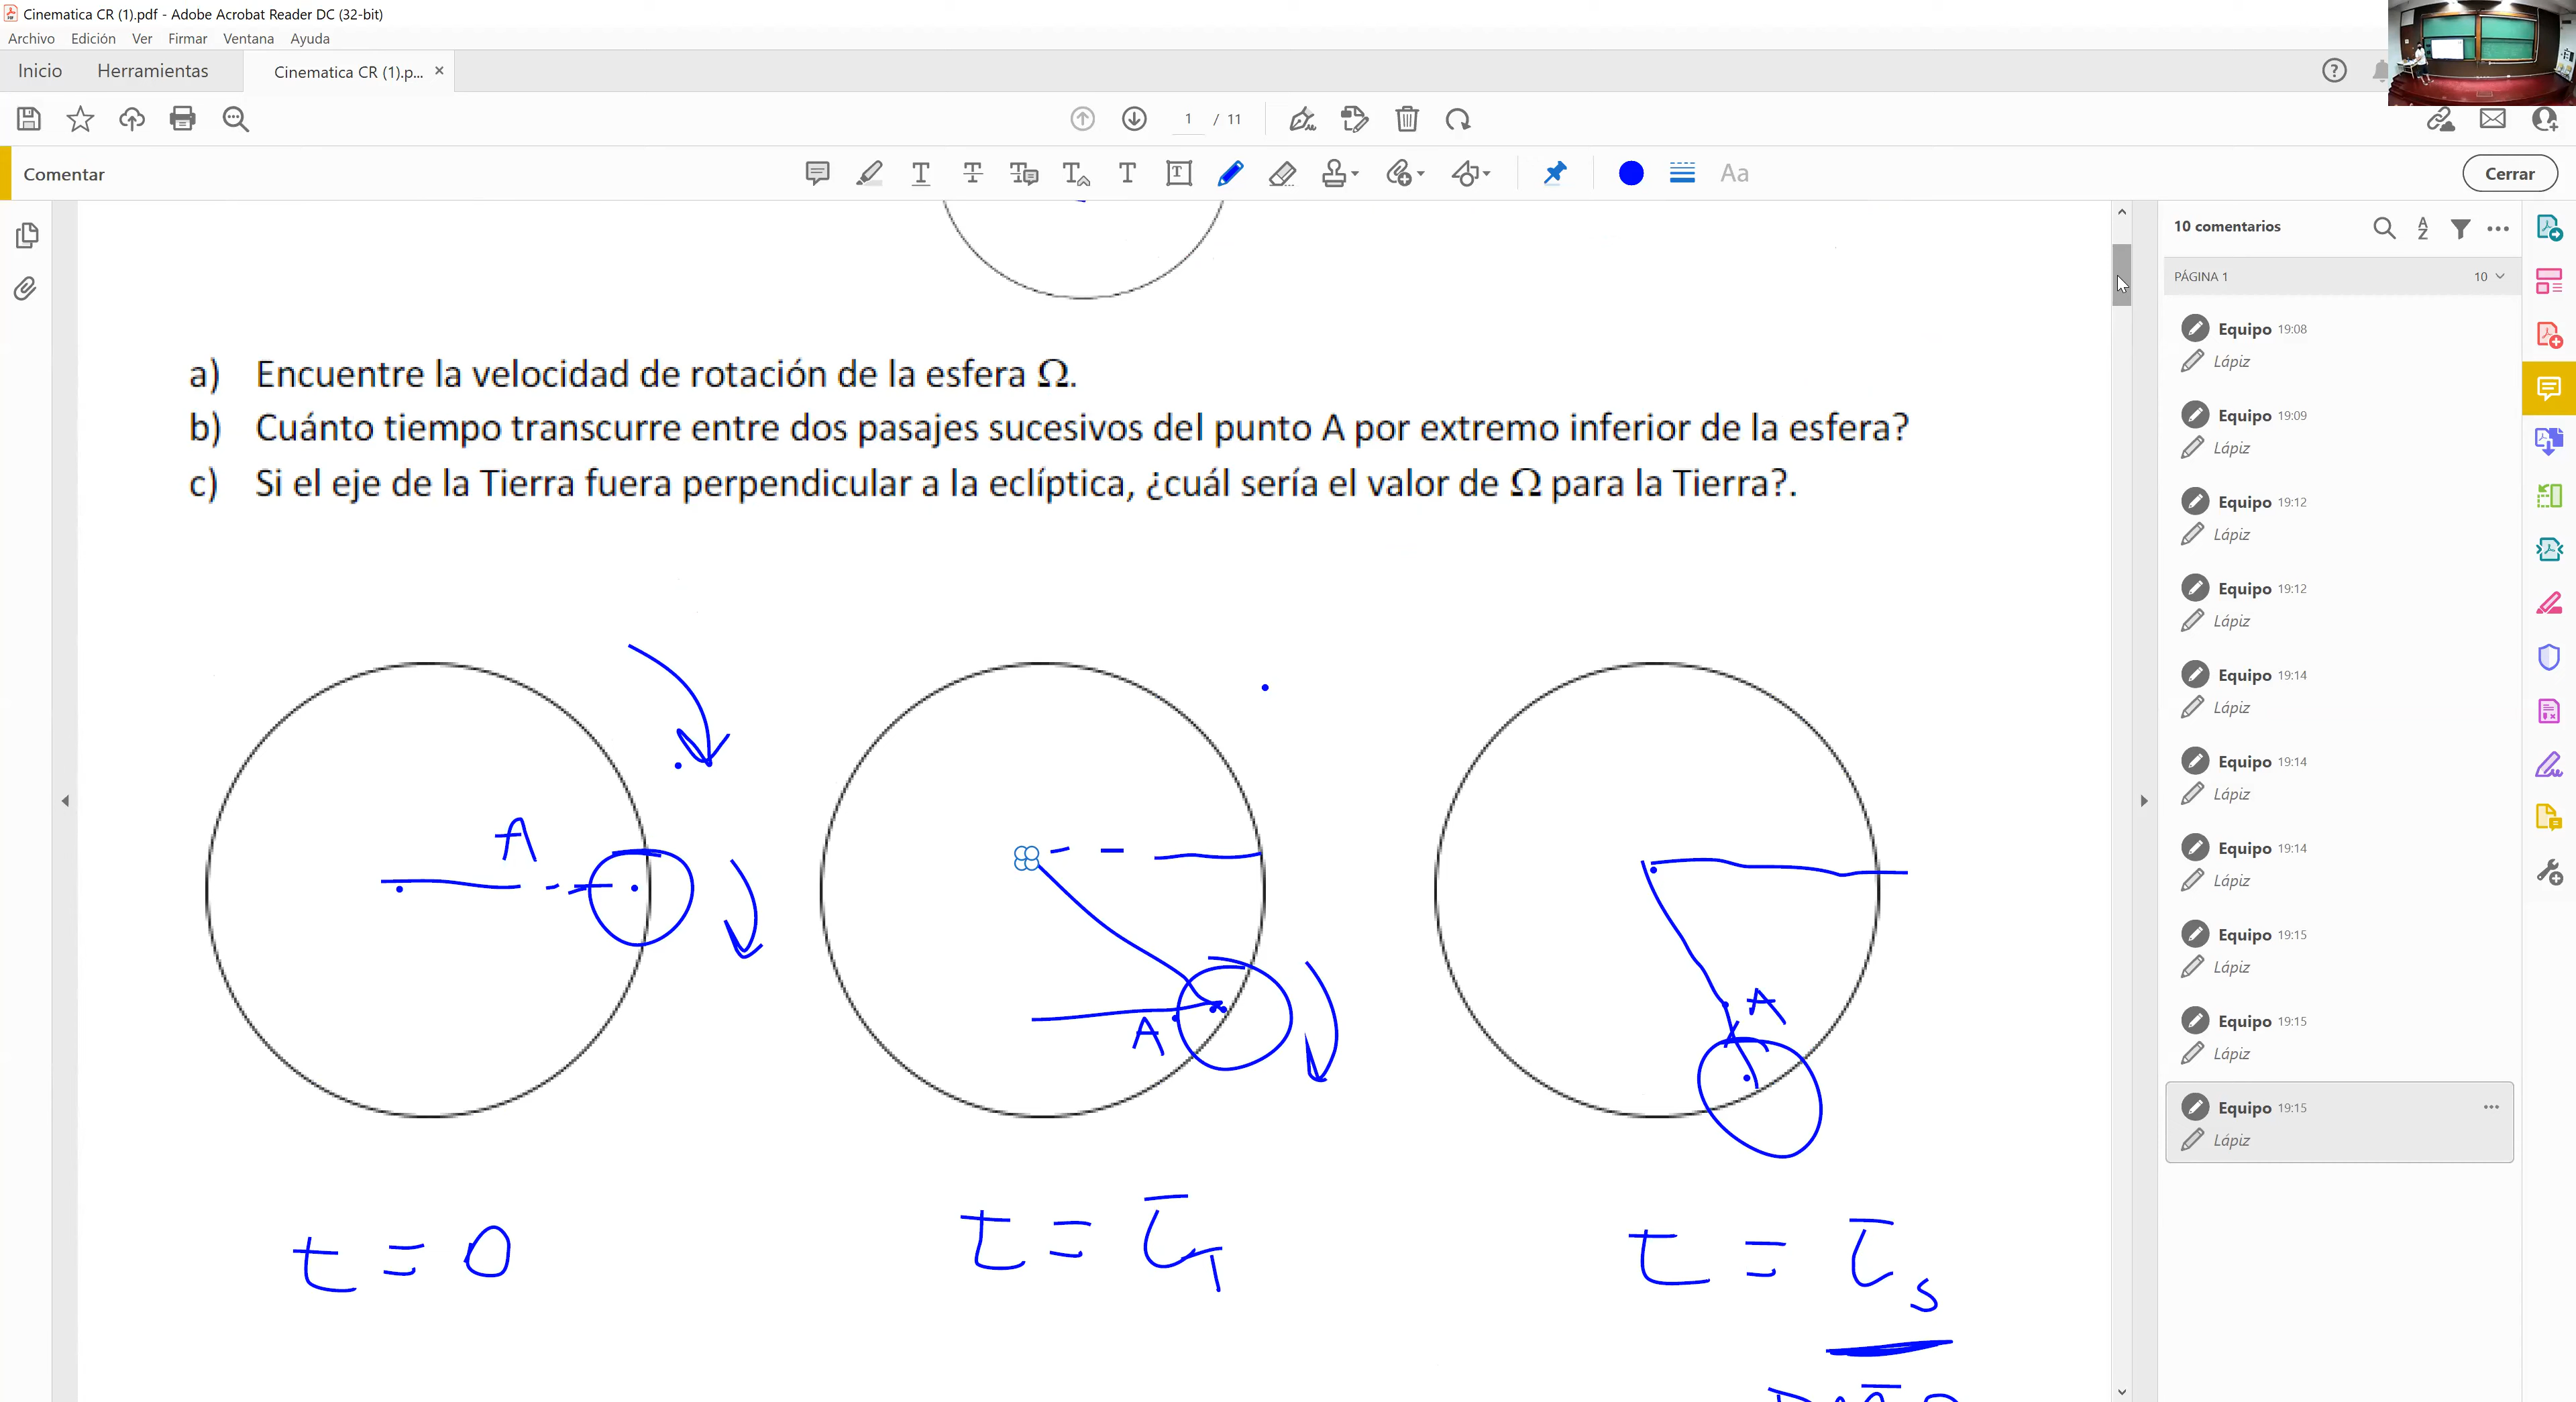 Cinematica CR (1).pdf - Adobe Acrobat Reader DC (32-bit)
Archivo Edición Ver Firmar Ventana Ayuda
Inicio Herramientas Cinematica CR (1).p... ×
1 / 11
Comentar
Aa
Cerrar
10 comentarios
PÁGINA 1 10
Equipo 19:08
Lápiz
Equipo 19:09
Lápiz
Equipo 19:12
Lápiz
Equipo 19:12
Lápiz
Equipo 19:14
Lápiz
Equipo 19:14
Lápiz
Equipo 19:14
Lápiz
Equipo 19:15
Lápiz
Equipo 19:15
Lápiz
Equipo 19:15
Lápiz
a) Encuentre la velocidad de rotación de la esfera Ω.
b) Cuánto tiempo transcurre entre dos pasajes sucesivos del punto A por extremo inferior de la esfera?
c) Si el eje de la Tierra fuera perpendicular a la eclíptica, ¿cuál sería el valor de Ω para la Tierra?.
A
A
A
t = 0